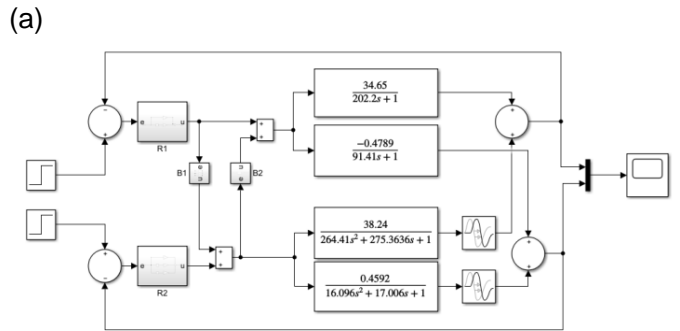 (a)
34.65
202.2s + 1
e u
R1
−0.4789
91.41s + 1
B1
B2
38.24
264.41s² + 275.3636s + 1
e u
R2
0.4592
16.096s² + 17.006s + 1